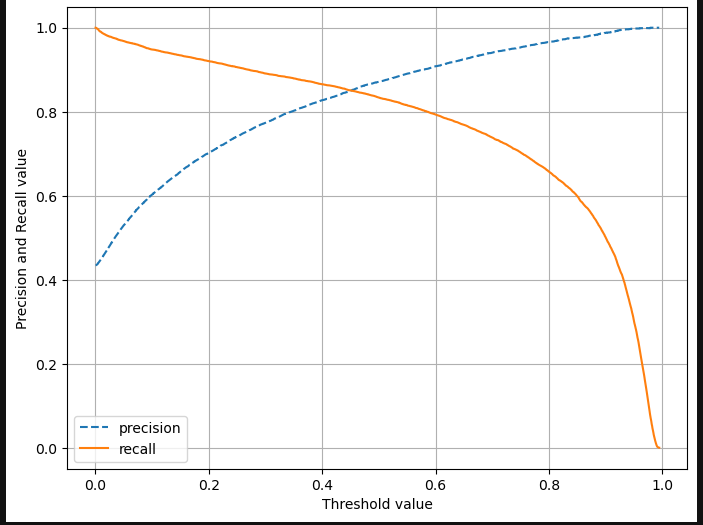 1.0
0.8
0.6
0.4
0.2
0.0
Precision and Recall value
precision
recall
0.0 0.2 0.4 0.6 0.8 1.0
Threshold value